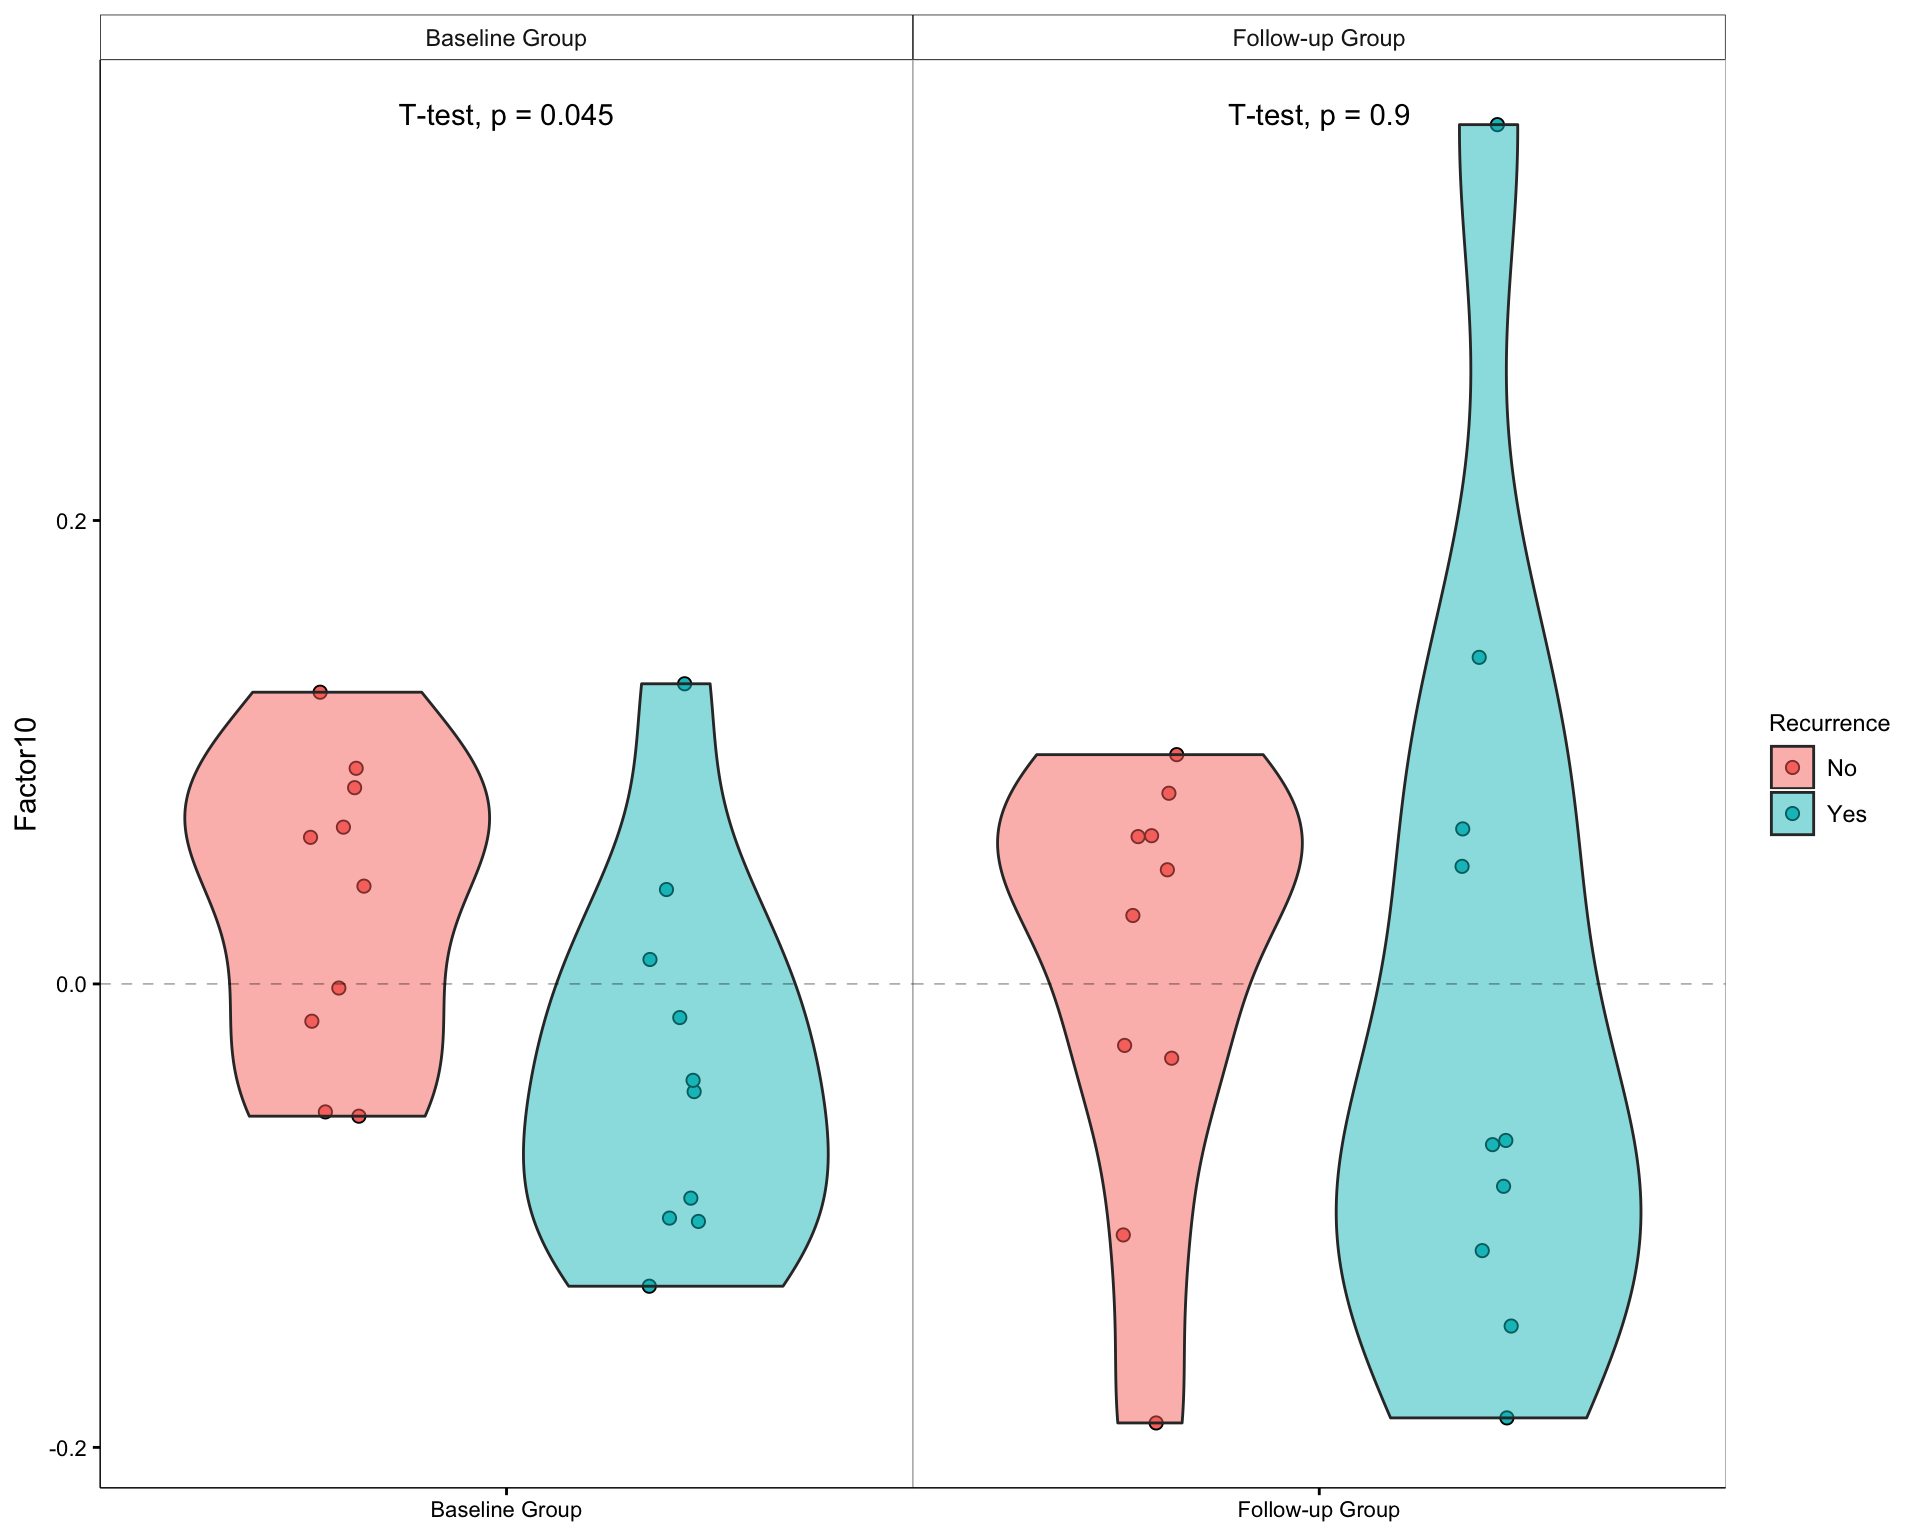 Baseline Group
Follow-up Group
T-test, p = 0.045
T-test, p = 0.9
Factor10
0.2
0.0
-0.2
Baseline Group
Follow-up Group
Recurrence
No
Yes